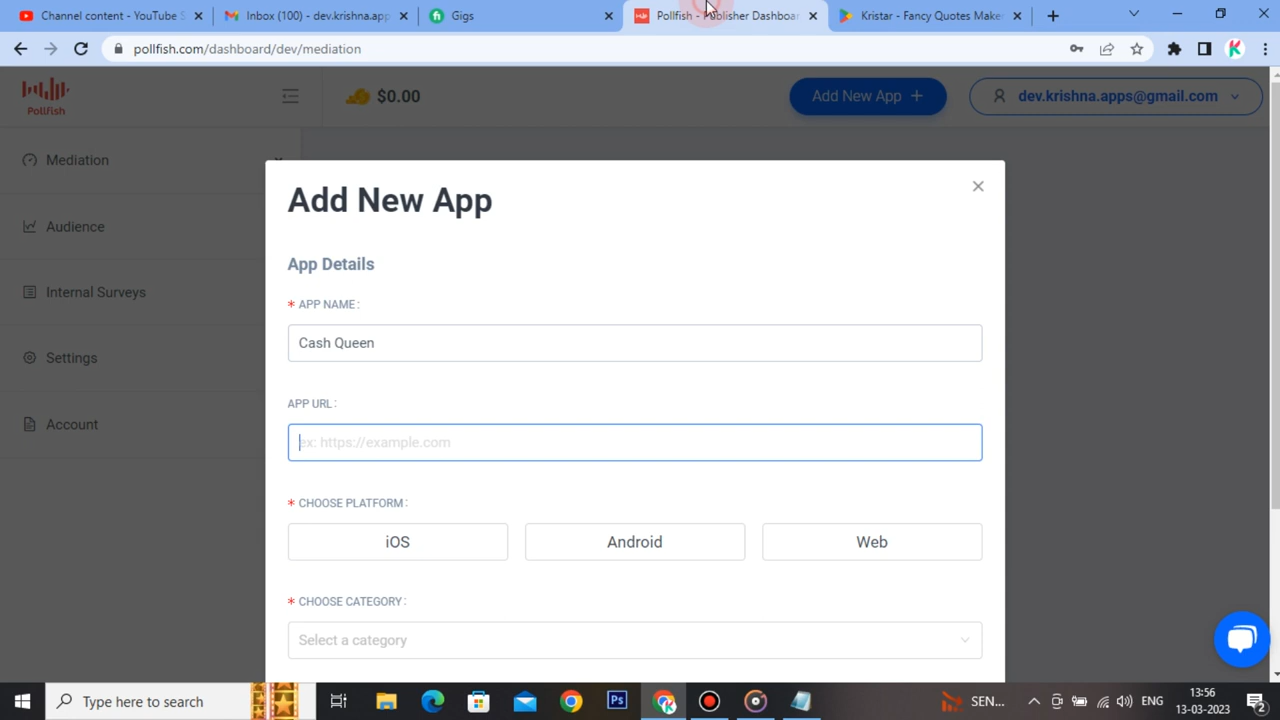 Channel content - YouTube S
Inbox (100) - dev.krishna.app
Gigs
Pollfish - Publisher Dashboar
Kristar - Fancy Quotes Maker
pollfish.com/dashboard/dev/mediation
Pollfish
$0.00
Add New App +
dev.krishna.apps@gmail.com
Mediation
Audience
Internal Surveys
Settings
Account
Add New App
App Details
* APP NAME:
Cash Queen
APP URL:
ex: https://example.com
* CHOOSE PLATFORM:
iOS
Android
Web
* CHOOSE CATEGORY:
Select a category
Type here to search
Ps
SEN...
ENG
13:56
13-03-2023
2